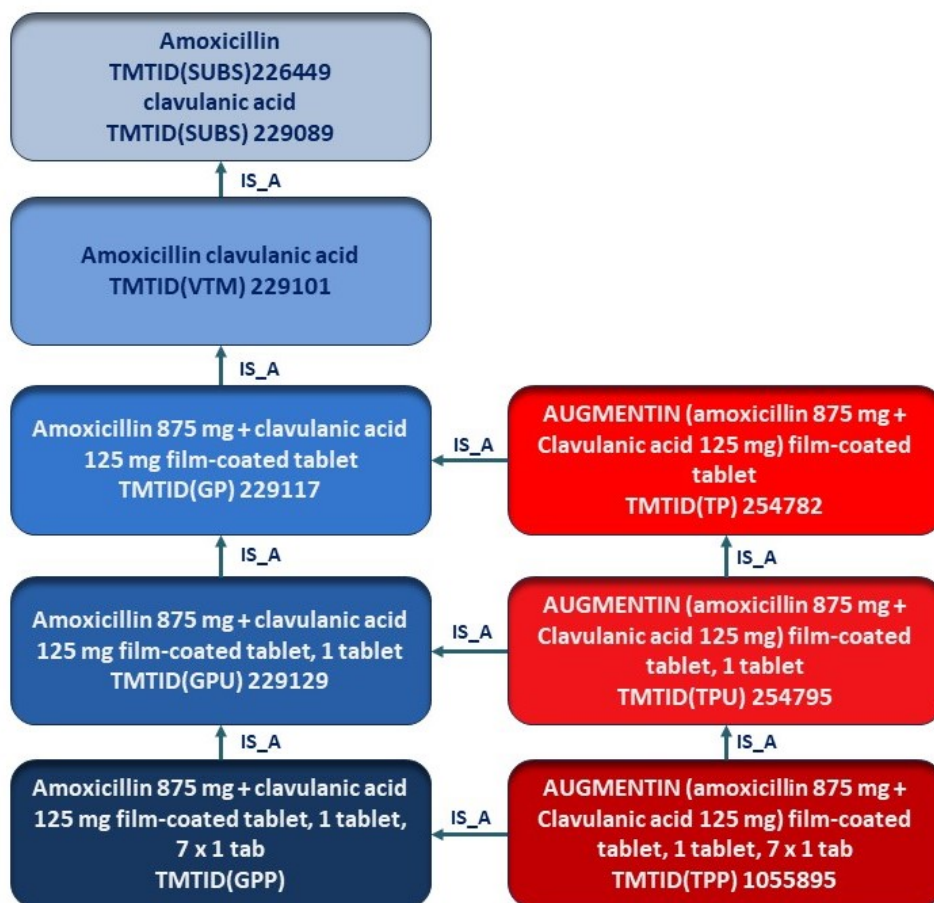 Amoxicillin
TMTID(SUBS)226449
clavulanic acid
TMTID(SUBS) 229089
IS_A
Amoxicillin clavulanic acid
TMTID(VTM) 229101
IS_A
Amoxicillin 875 mg + clavulanic acid
125 mg film-coated tablet
TMTID(GP) 229117
IS_A
AUGMENTIN (amoxicillin 875 mg +
Clavulanic acid 125 mg) film-coated
tablet
TMTID(TP) 254782
IS_A
IS_A
Amoxicillin 875 mg + clavulanic acid
125 mg film-coated tablet, 1 tablet
TMTID(GPU) 229129
IS_A
AUGMENTIN (amoxicillin 875 mg +
Clavulanic acid 125 mg) film-coated
tablet, 1 tablet
TMTID(TPU) 254795
IS_A
IS_A
Amoxicillin 875 mg + clavulanic acid
125 mg film-coated tablet, 1 tablet,
7 x 1 tab
TMTID(GPP)
IS_A
AUGMENTIN (amoxicillin 875 mg +
Clavulanic acid 125 mg) film-coated
tablet, 1 tablet, 7 x 1 tab
TMTID(TPP) 1055895